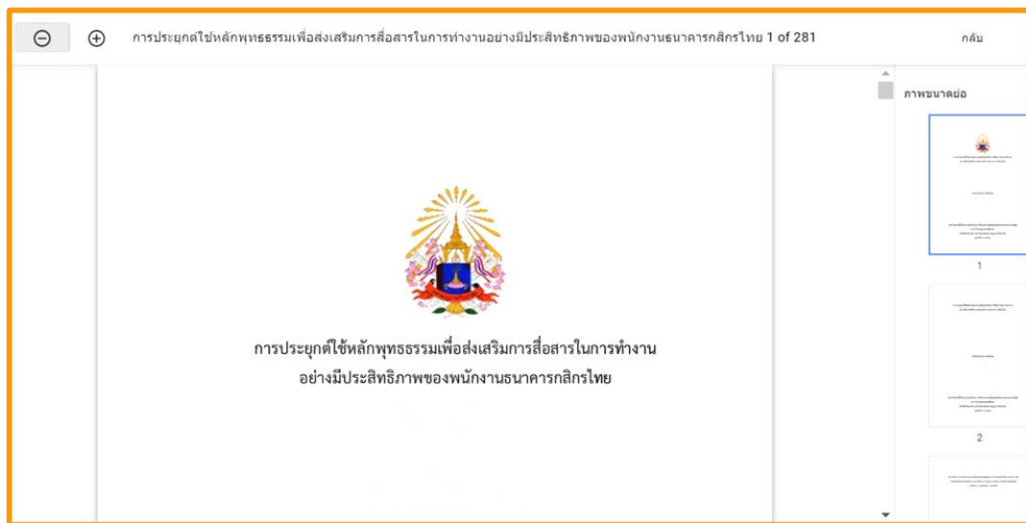 การประยุกต์ใช้หลักพุทธธรรมเพื่อส่งเสริมการสื่อสารในการทำงานอย่างมีประสิทธิภาพของพนักงานธนาคารกสิกรไทย 1 of 281
กลับ
ภาพขนาดย่อ
การประยุกต์ใช้หลักพุทธธรรมเพื่อส่งเสริมการสื่อสารในการทำงาน
อย่างมีประสิทธิภาพของพนักงานธนาคารกสิกรไทย
1
2